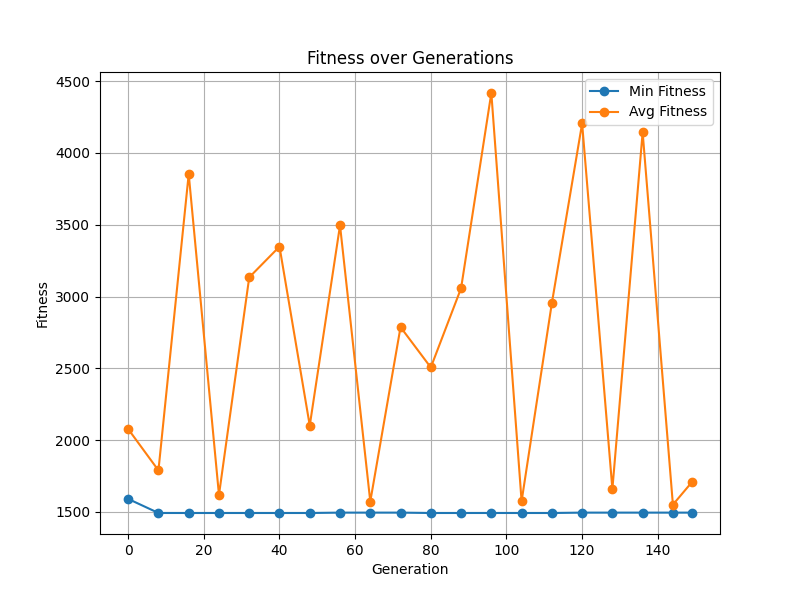 Fitness over Generations
Min Fitness
Avg Fitness
4500
4000
3500
3000
2500
2000
1500
Fitness
0 20 40 60 80 100 120 140
Generation